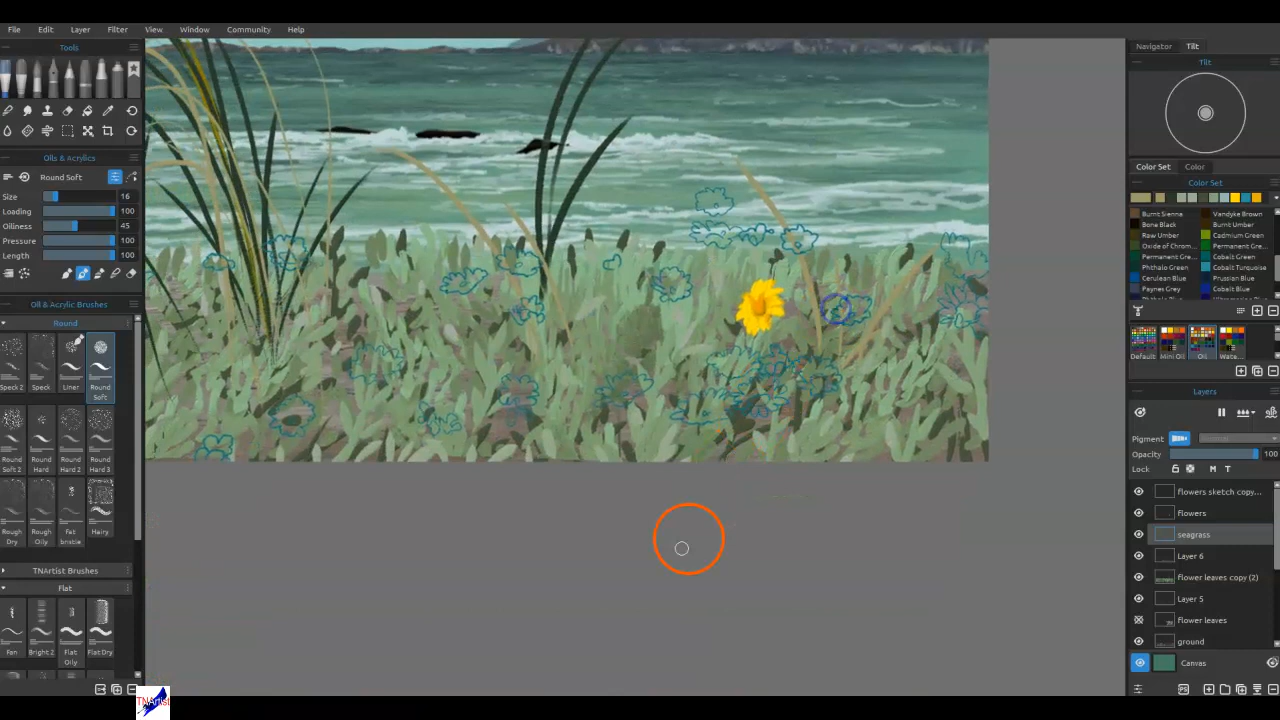 File Edit Layer Filter View Window Community Help
Tools
Oils & Acrylics
Round Soft
Size 16
Loading 100
Oiliness 45
Pressure 100
Length 100
Oil & Acrylic Brushes
Round
Speck 2 Speck Liner Round Soft
Round Soft 2 Round Hard Round Hard 2 Round Hard 3
Rough Dry Rough Oily Fat bristle Hairy
TNArtist Brushes
Flat
Fan Bright 2 Flat Oily Flat Dry
TNArtist
Navigator Tilt
Tilt
Color Set Color
Color Set
Burnt Sienna Vandyke Brown
Bone Black Burnt Umber
Raw Umber Cadmium Green
Oxide of Chrom... Permanent Gre...
Permanent Gre... Cobalt Green
Phthalo Green Cobalt Turquoise
Cerulean Blue Prussian Blue
Paynes Grey Cobalt Blue
Default Mini Oil Oil Wate...
Layers
Pigment
Opacity 100
Lock M T
flowers sketch copy...
Flowers
seagrass
Layer 6
flower leaves copy (2)
Layer 5
flower leaves
ground
Canvas
PS